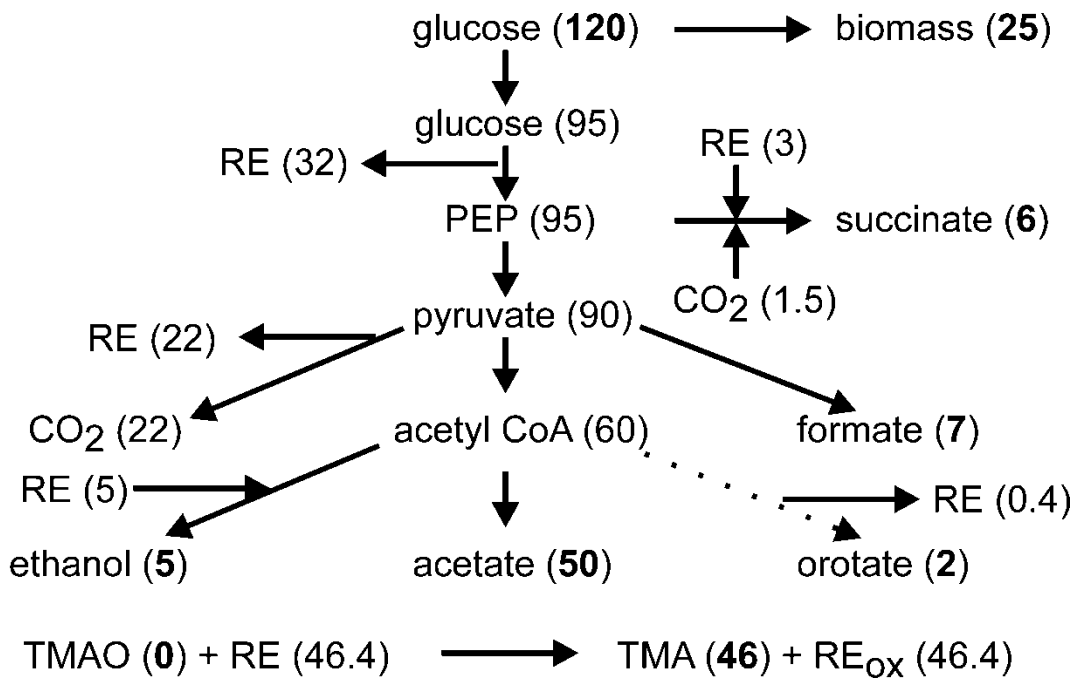 glucose (120) biomass (25)
glucose (95)
RE (32) RE (3)
PEP (95) succinate (6)
CO2 (1.5)
pyruvate (90)
RE (22)
CO2 (22) acetyl CoA (60) formate (7)
RE (5) RE (0.4)
ethanol (5) acetate (50) orotate (2)
TMAO (0) + RE (46.4) TMA (46) + REox (46.4)